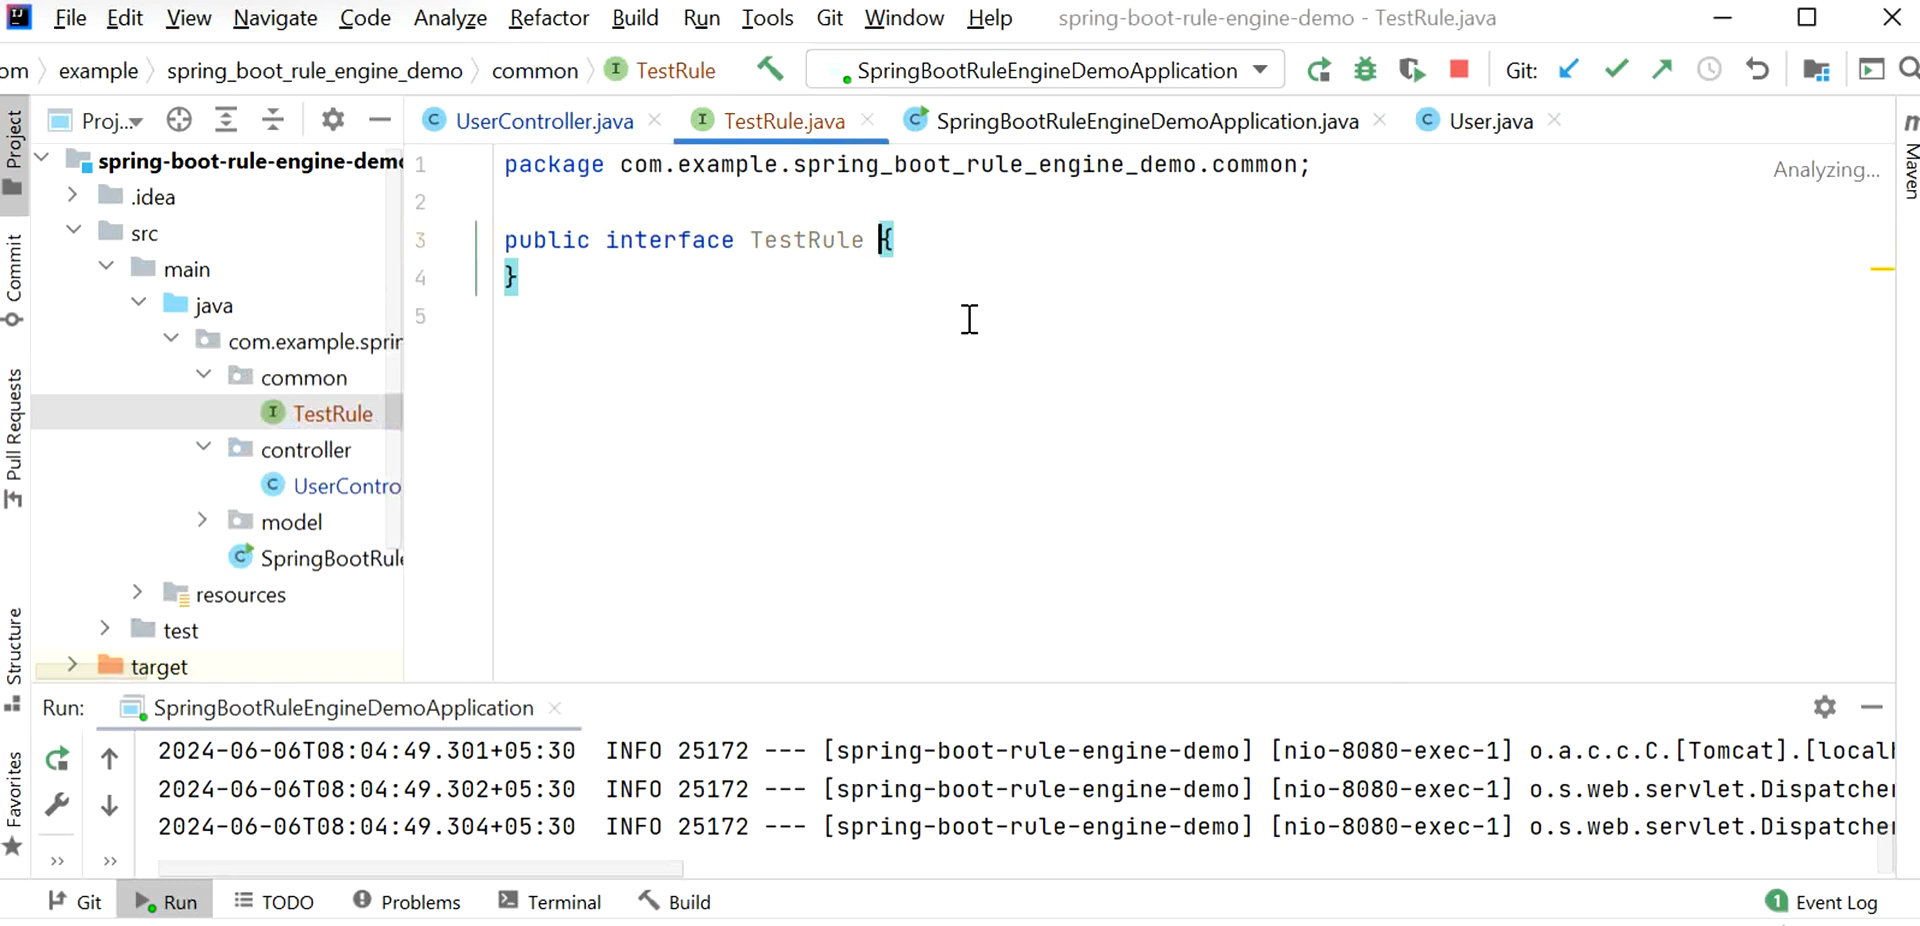 File Edit View Navigate Code Analyze Refactor Build Run Tools Git Window Help spring-boot-rule-engine-demo - TestRule.java
om example spring_boot_rule_engine_demo common I TestRule SpringBootRuleEngineDemoApplication Git:
Proj... UserController.java TestRule.java SpringBootRuleEngineDemoApplication.java User.java
Project
Commit
Pull Requests
Structure
Favorites
spring-boot-rule-engine-demo
.idea
src
main
java
com.example.sprin
common
TestRule
controller
UserContro
model
SpringBootRule
resources
test
target
1 package com.example.spring_boot_rule_engine_demo.common;
2
3 public interface TestRule {
4 }
5
Analyzing...
Maven
Run: SpringBootRuleEngineDemoApplication
2024-06-06T08:04:49.301+05:30 INFO 25172 --- [spring-boot-rule-engine-demo] [nio-8080-exec-1] o.a.c.c.C.[Tomcat].[localh
2024-06-06T08:04:49.302+05:30 INFO 25172 --- [spring-boot-rule-engine-demo] [nio-8080-exec-1] o.s.web.servlet.Dispatcher
2024-06-06T08:04:49.304+05:30 INFO 25172 --- [spring-boot-rule-engine-demo] [nio-8080-exec-1] o.s.web.servlet.Dispatcher
Git Run TODO Problems Terminal Build 1 Event Log